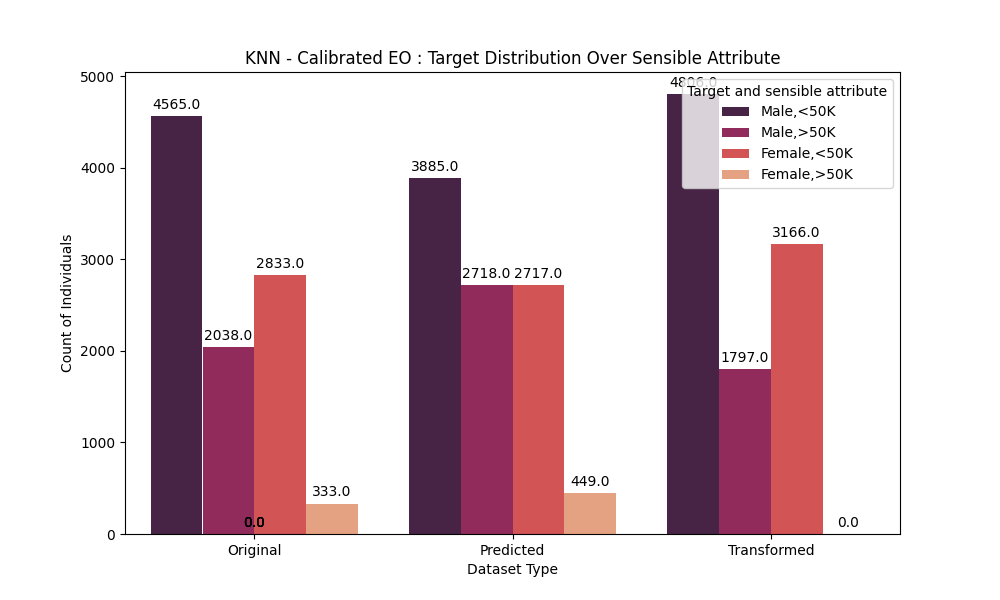 KNN - Calibrated EO : Target Distribution Over Sensible Attribute
Count of Individuals
5000
4000
3000
2000
1000
0
4565.0
2038.0
2833.0
333.0
0.0
3885.0
2718.0
2717.0
449.0
4806.0
1797.0
3166.0
0.0
Target and sensible attribute
Male,<50K
Male,>50K
Female,<50K
Female,>50K
Original
Predicted
Transformed
Dataset Type